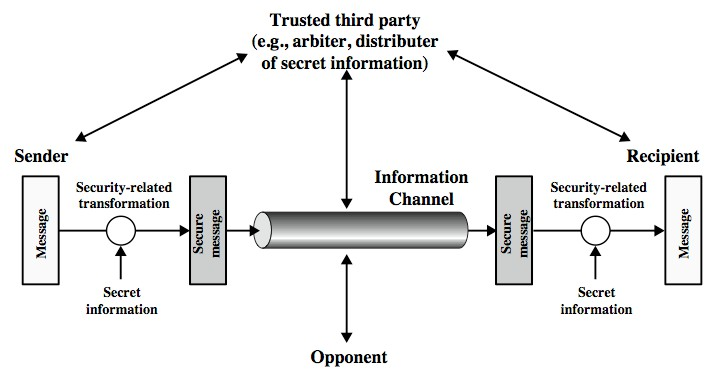 Trusted third party
(e.g., arbiter, distributer
of secret information)
Sender
Recipient
Information
Channel
Security-related
transformation
Security-related
transformation
Message
Secure
message
Secure
message
Message
Secret
information
Secret
information
Opponent